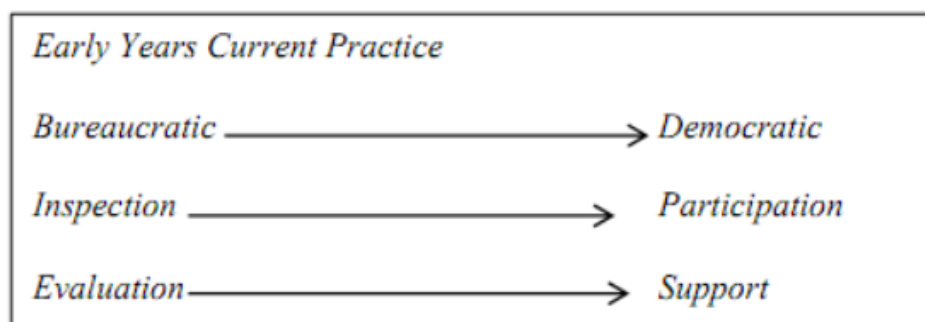 Early Years Current Practice
Bureaucratic Democratic
Inspection Participation
Evaluation Support